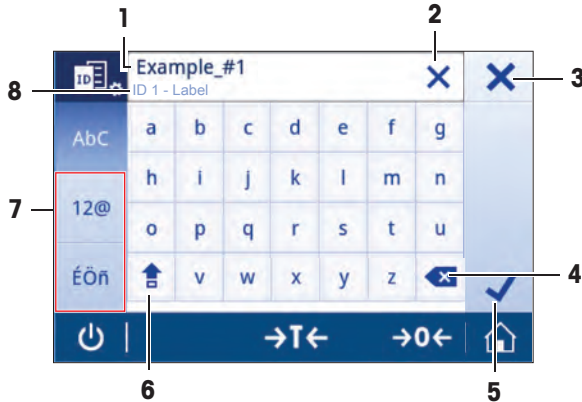 1
2
ID
Example_#1
3
8
ID 1 - Label
AbC
a b c d e f g
h i j k l m n
7
12@
o p q r s t u
ÉÖñ
v w x y z
4
→T← →0←
6
5